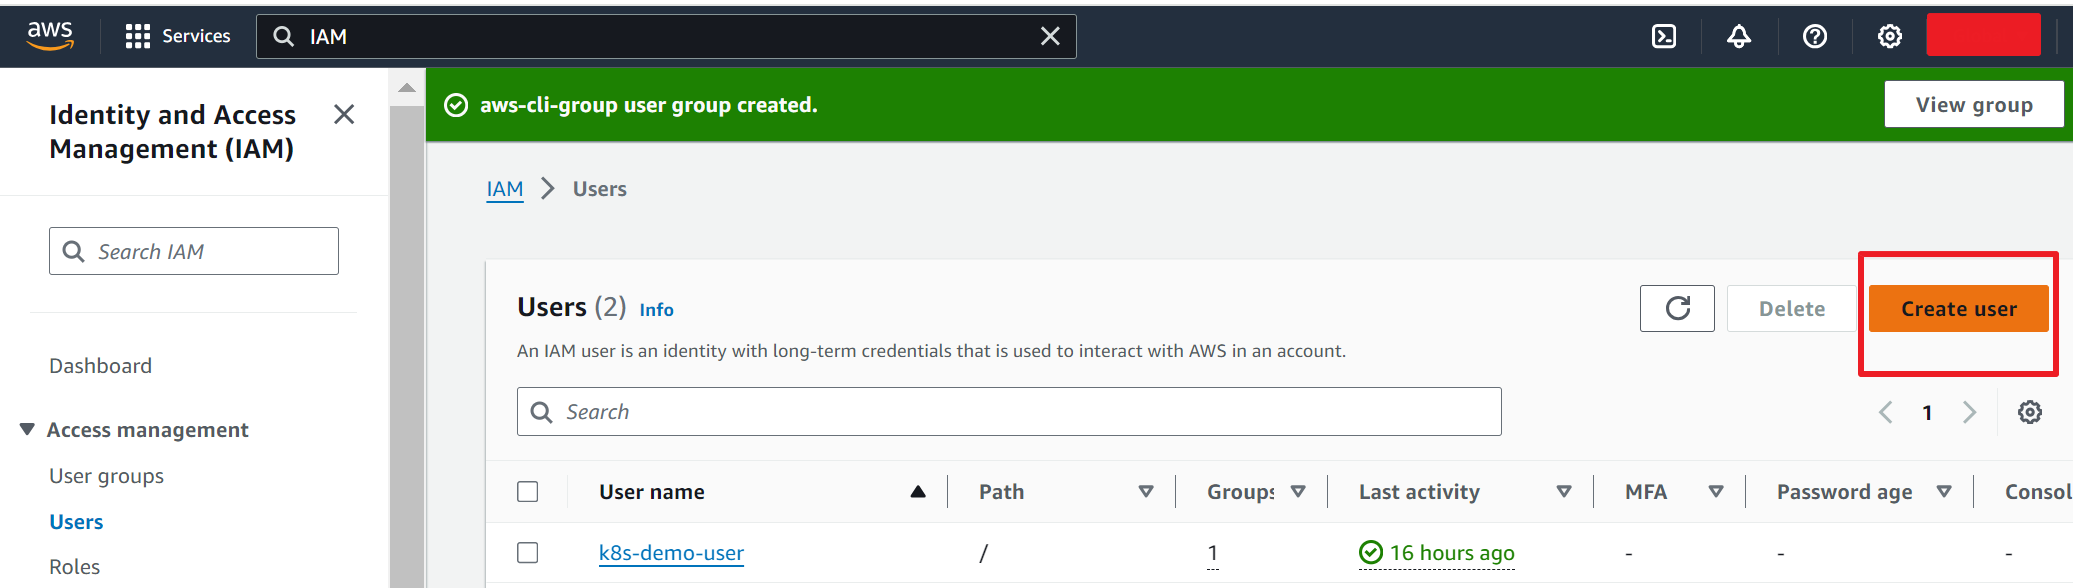 aws
Services
IAM
Identity and Access
Management (IAM)
aws-cli-group user group created.
View group
IAM
Users
Search IAM
Users (2) Info
Delete
Create user
An IAM user is an identity with long-term credentials that is used to interact with AWS in an account.
Dashboard
Search
1
Access management
User groups
User name
Path
Groups
Last activity
MFA
Password age
Consol
Users
k8s-demo-user
/
1
16 hours ago
-
-
-
Roles